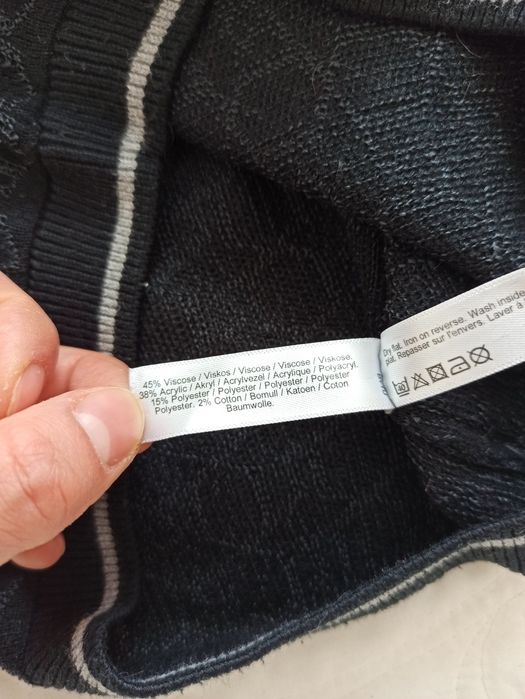 45% Viscose / Viskos / Viscose / Viscose / Viskose.
38% Acrylic / Akryl / Acrylvezel / Acrylique / Polyacryl.
15% Polyester / Polyester / Polyester / Polyester
Polyester. 2% Cotton / Bomull / Katoen / Coton
Baumwolle.
Dry flat. Iron on reverse. Wash inside
plat. Repasser sur l'envers. Laver à